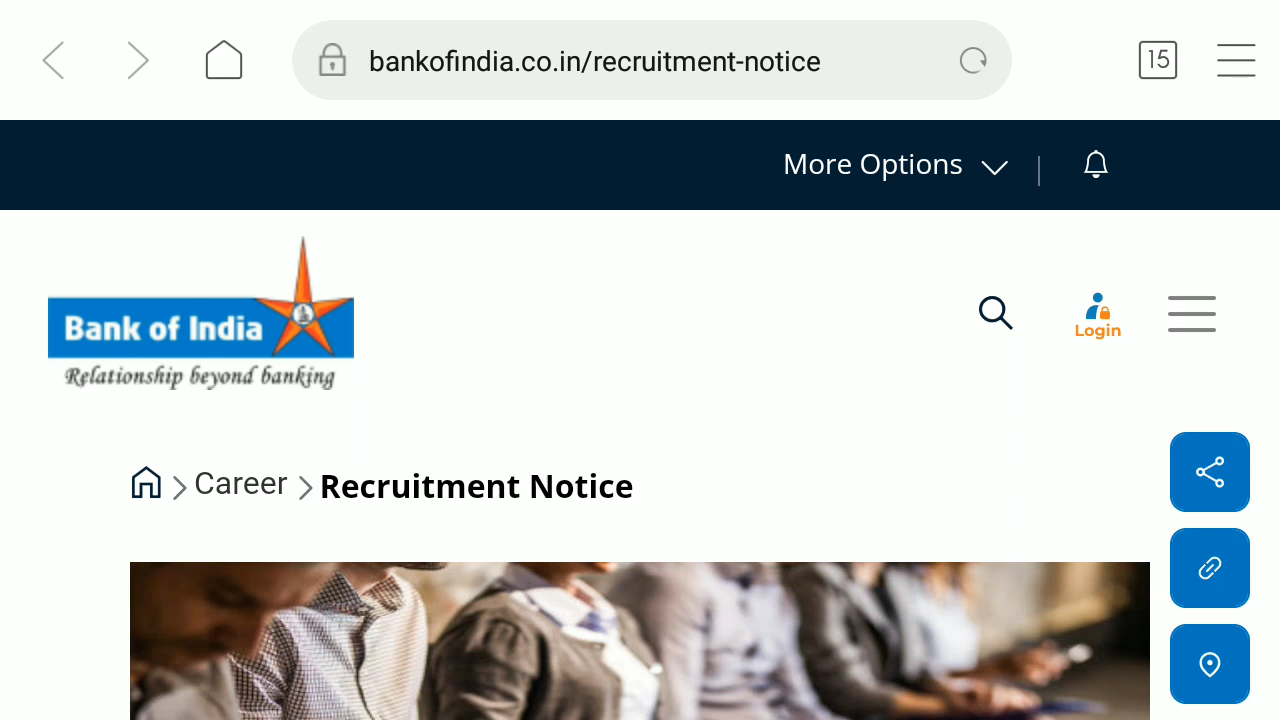 bankofindia.co.in/recruitment-notice
15
More Options
Bank of India
Relationship beyond banking
Login
Career
Recruitment Notice